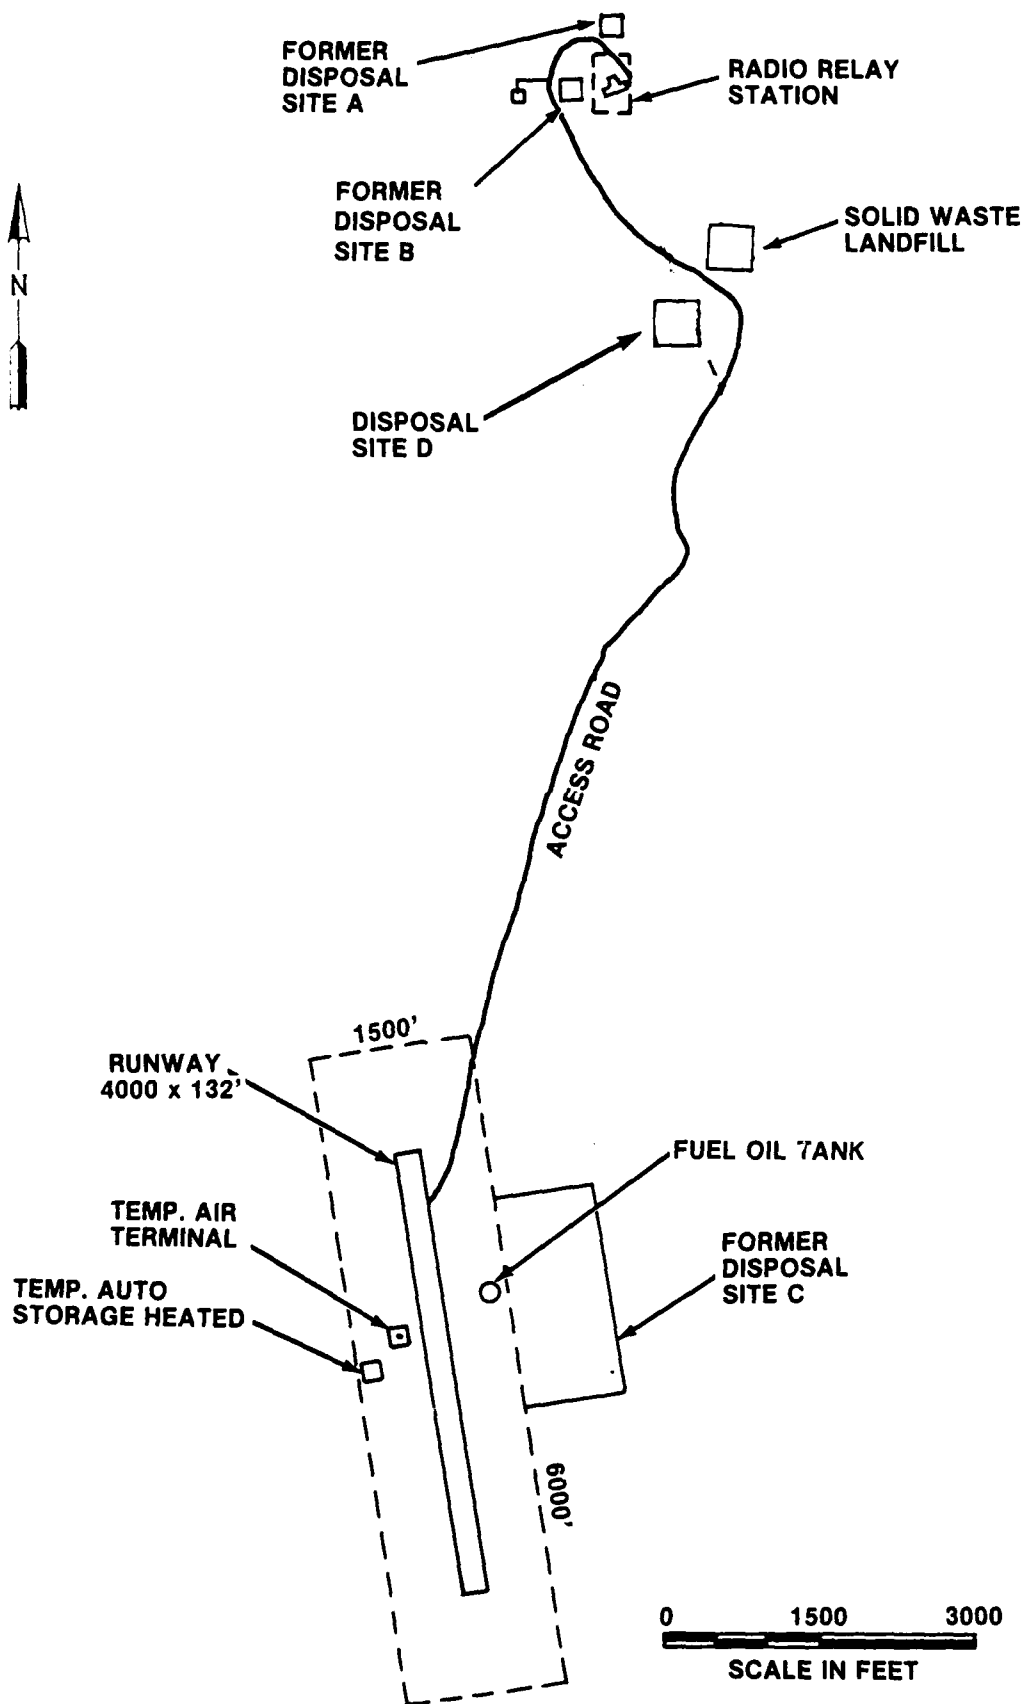 FORMER
DISPOSAL
SITE A
RADIO RELAY
STATION
FORMER
DISPOSAL
SITE B
SOLID WASTE
LANDFILL
N
DISPOSAL
SITE D
ACCESS ROAD
1500'
RUNWAY
4000 x 132'
FUEL OIL TANK
TEMP. AIR
TERMINAL
FORMER
DISPOSAL
SITE C
TEMP. AUTO
STORAGE HEATED
6000'
0 1500 3000
SCALE IN FEET